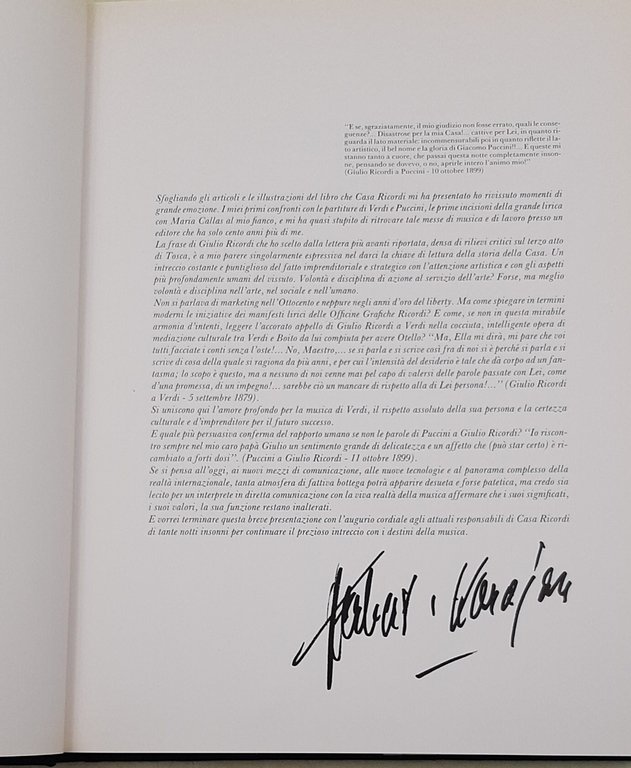 "E se, sgraziatamente, il mio giudizio non fosse errato, quali le conse-
guenze?... Disastrose per la mia Casa!... cattive per Lei, in quanto ri-
guarda il lato materiale: incommensurabili poi in quanto riflette il la-
to artistico, il bel nome e la gloria di Giacomo Puccini!!... E queste mi
stanno tanto a cuore, che passai questa notte completamente inson-
ne, pensando se dovevo, o no, aprirle intero l'animo mio!"
(Giulio Ricordi a Puccini - 10 ottobre 1899)
Sfogliando gli articoli e le illustrazioni del libro che Casa Ricordi mi ha presentato ho rivissuto momenti di
grande emozione. I miei primi confronti con le partiture di Verdi e Puccini, le prime incisioni della grande lirica
con Maria Callas al mio fianco, e mi ha quasi stupito di ritrovare tale messe di musica e di lavoro presso un
editore che ha solo cento anni più di me.
La frase di Giulio Ricordi che ho scelto dalla lettera più avanti riportata, densa di rilievi critici sul terzo atto
di Tosca, è a mio parere singolarmente espressiva nel darci la chiave di lettura della storia della Casa. Un
intreccio costante e puntiglioso del fatto imprenditoriale e strategico con l'attenzione artistica e con gli aspetti
più profondamente umani del vissuto. Volontà e disciplina di azione al servizio dell'arte? Forse, ma meglio
volontà e disciplina nell'arte, nel sociale e nell'umano.
Non si parlava di marketing nell'Ottocento e neppure negli anni d'oro del liberty. Ma come spiegare in termini
moderni le iniziative dei manifesti lirici delle Officine Grafiche Ricordi? E come, se non in questa mirabile
armonia d'intenti, leggere l'accorato appello di Giulio Ricordi a Verdi nella cocciuta, intelligente opera di
mediazione culturale tra Verdi e Boito da lui compiuta per avere Otello? "Ma, Ella mi dirà, mi pare che voi
tutti facciate i conti senza l'oste!... No, Maestro,... se si parla e si scrive così fra di noi si è perchè si parla e si
scrive di cosa della quale si ragiona da più anni, e per cui l'intensità del desiderio è tale che dà corpo ad un fan-
tasma; lo scopo è questo, ma a nessuno di noi venne mai pel capo di valersi delle parole passate con Lei, come
d'una promessa, di un impegno!... sarebbe ciò un mancare di rispetto alla di Lei persona!..." (Giulio Ricordi
a Verdi - 5 settembre 1879).
Si uniscono qui l'amore profondo per la musica di Verdi, il rispetto assoluto della sua persona e la certezza
culturale e d'imprenditore per il futuro successo.
E quale più persuasiva conferma del rapporto umano se non le parole di Puccini a Giulio Ricordi? "Io riscon-
tro sempre nel mio caro papà Giulio un sentimento grande di delicatezza e un affetto che (può star certo) è ri-
cambiato a forti dosi". (Puccini a Giulio Ricordi - 11 ottobre 1899).
Se si pensa all'oggi, ai nuovi mezzi di comunicazione, alle nuove tecnologie e al panorama complesso della
realtà internazionale, tanta atmosfera di fattiva bottega potrà apparire desueta e forse patetica, ma credo sia
lecito per un interprete in diretta comunicazione con la viva realtà della musica affermare che i suoi significati,
i suoi valori, la sua funzione restano inalterati.
E vorrei terminare questa breve presentazione con l'augurio cordiale agli attuali responsabili di Casa Ricordi
di tante notti insonni per continuare il prezioso intreccio con i destini della musica.
Herbert v. Karajan